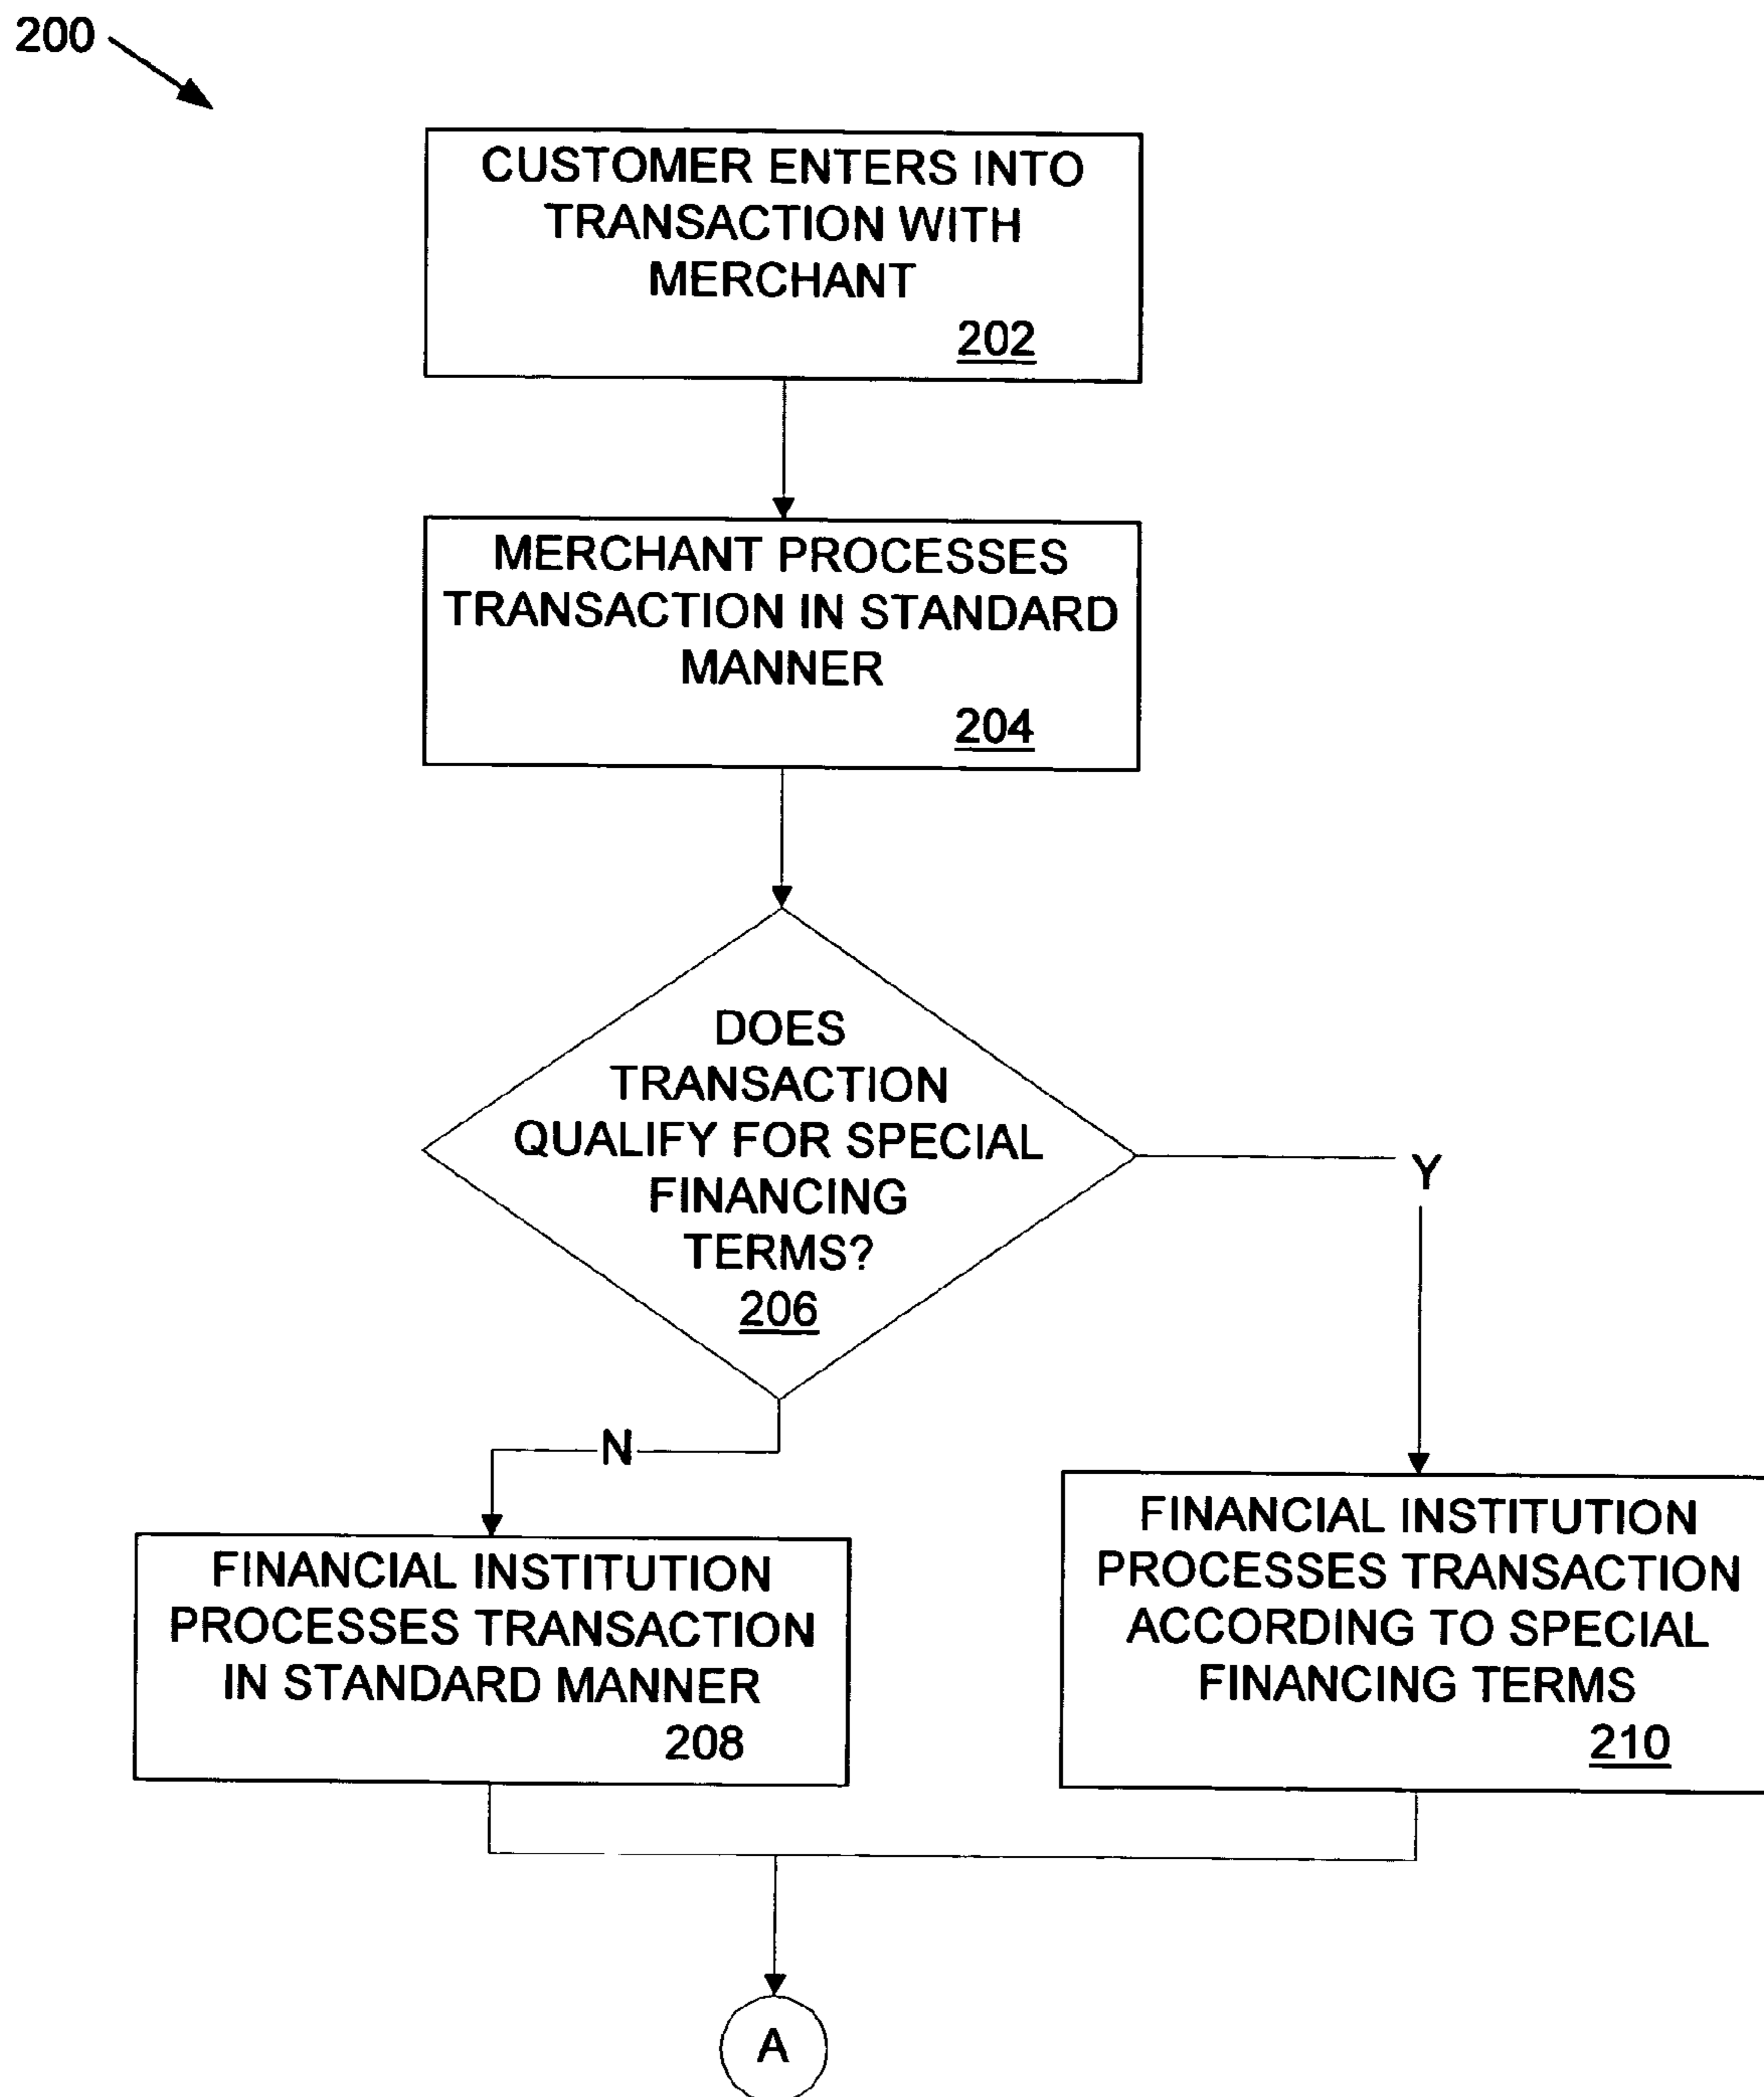 200
CUSTOMER ENTERS INTO
TRANSACTION WITH
MERCHANT
202
MERCHANT PROCESSES
TRANSACTION IN STANDARD
MANNER
204
DOES
TRANSACTION
QUALIFY FOR SPECIAL
FINANCING
TERMS?
206
Y
N
FINANCIAL INSTITUTION
PROCESSES TRANSACTION
IN STANDARD MANNER
208
FINANCIAL INSTITUTION
PROCESSES TRANSACTION
ACCORDING TO SPECIAL
FINANCING TERMS
210
A